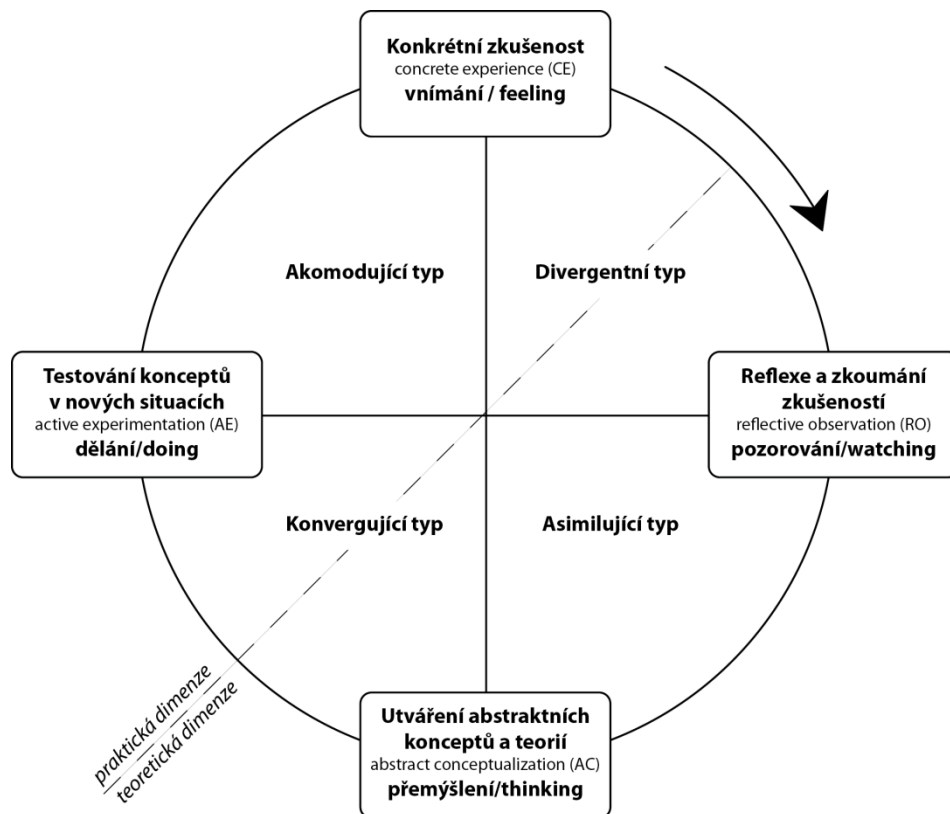 Konkrétní zkušenost
concrete experience (CE)
vnímání / feeling
Akomodující typ
Divergentní typ
Testování konceptů
v nových situacích
active experimentation (AE)
dělání/doing
Reflexe a zkoumání
zkušeností
reflective observation (RO)
pozorování/watching
Konvergující typ
Asimilující typ
praktická dimenze
teoretická dimenze
Utváření abstraktních
konceptů a teorií
abstract conceptualization (AC)
přemýšlení/thinking